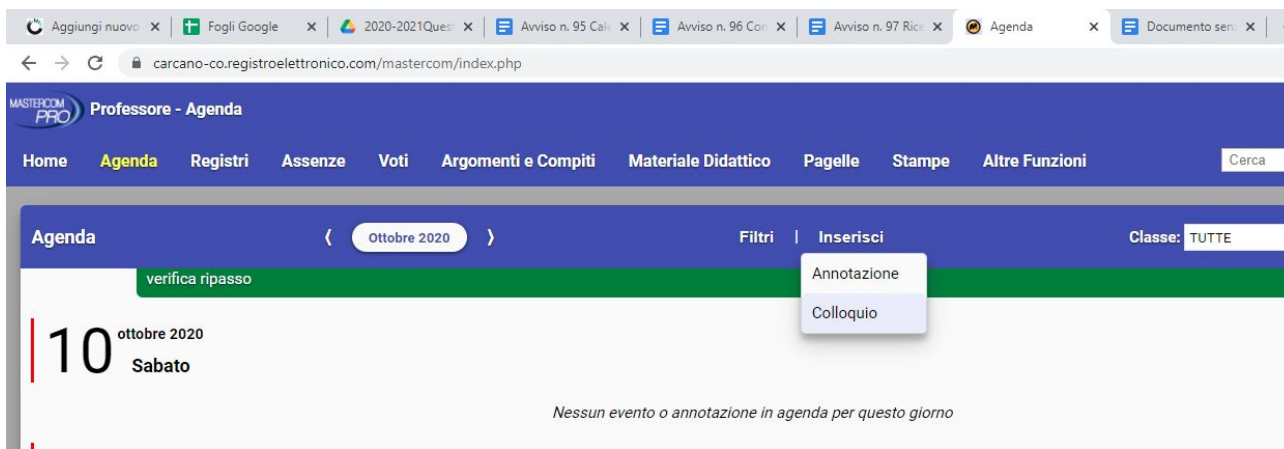 Aggiungi nuovo Fogli Google 2020-2021Quest Avviso n. 95 Cale Avviso n. 96 Con Avviso n. 97 Rice Agenda Documento senz
carcano-co.registroelettronico.com/mastercom/index.php
MASTERCOM PRO Professore - Agenda
Home Agenda Registri Assenze Voti Argomenti e Compiti Materiale Didattico Pagelle Stampe Altre Funzioni Cerca
Agenda Ottobre 2020 Filtri | Inserisci Classe: TUTTE
Annotazione
Colloquio
verifica ripasso
10 ottobre 2020
Sabato
Nessun evento o annotazione in agenda per questo giorno